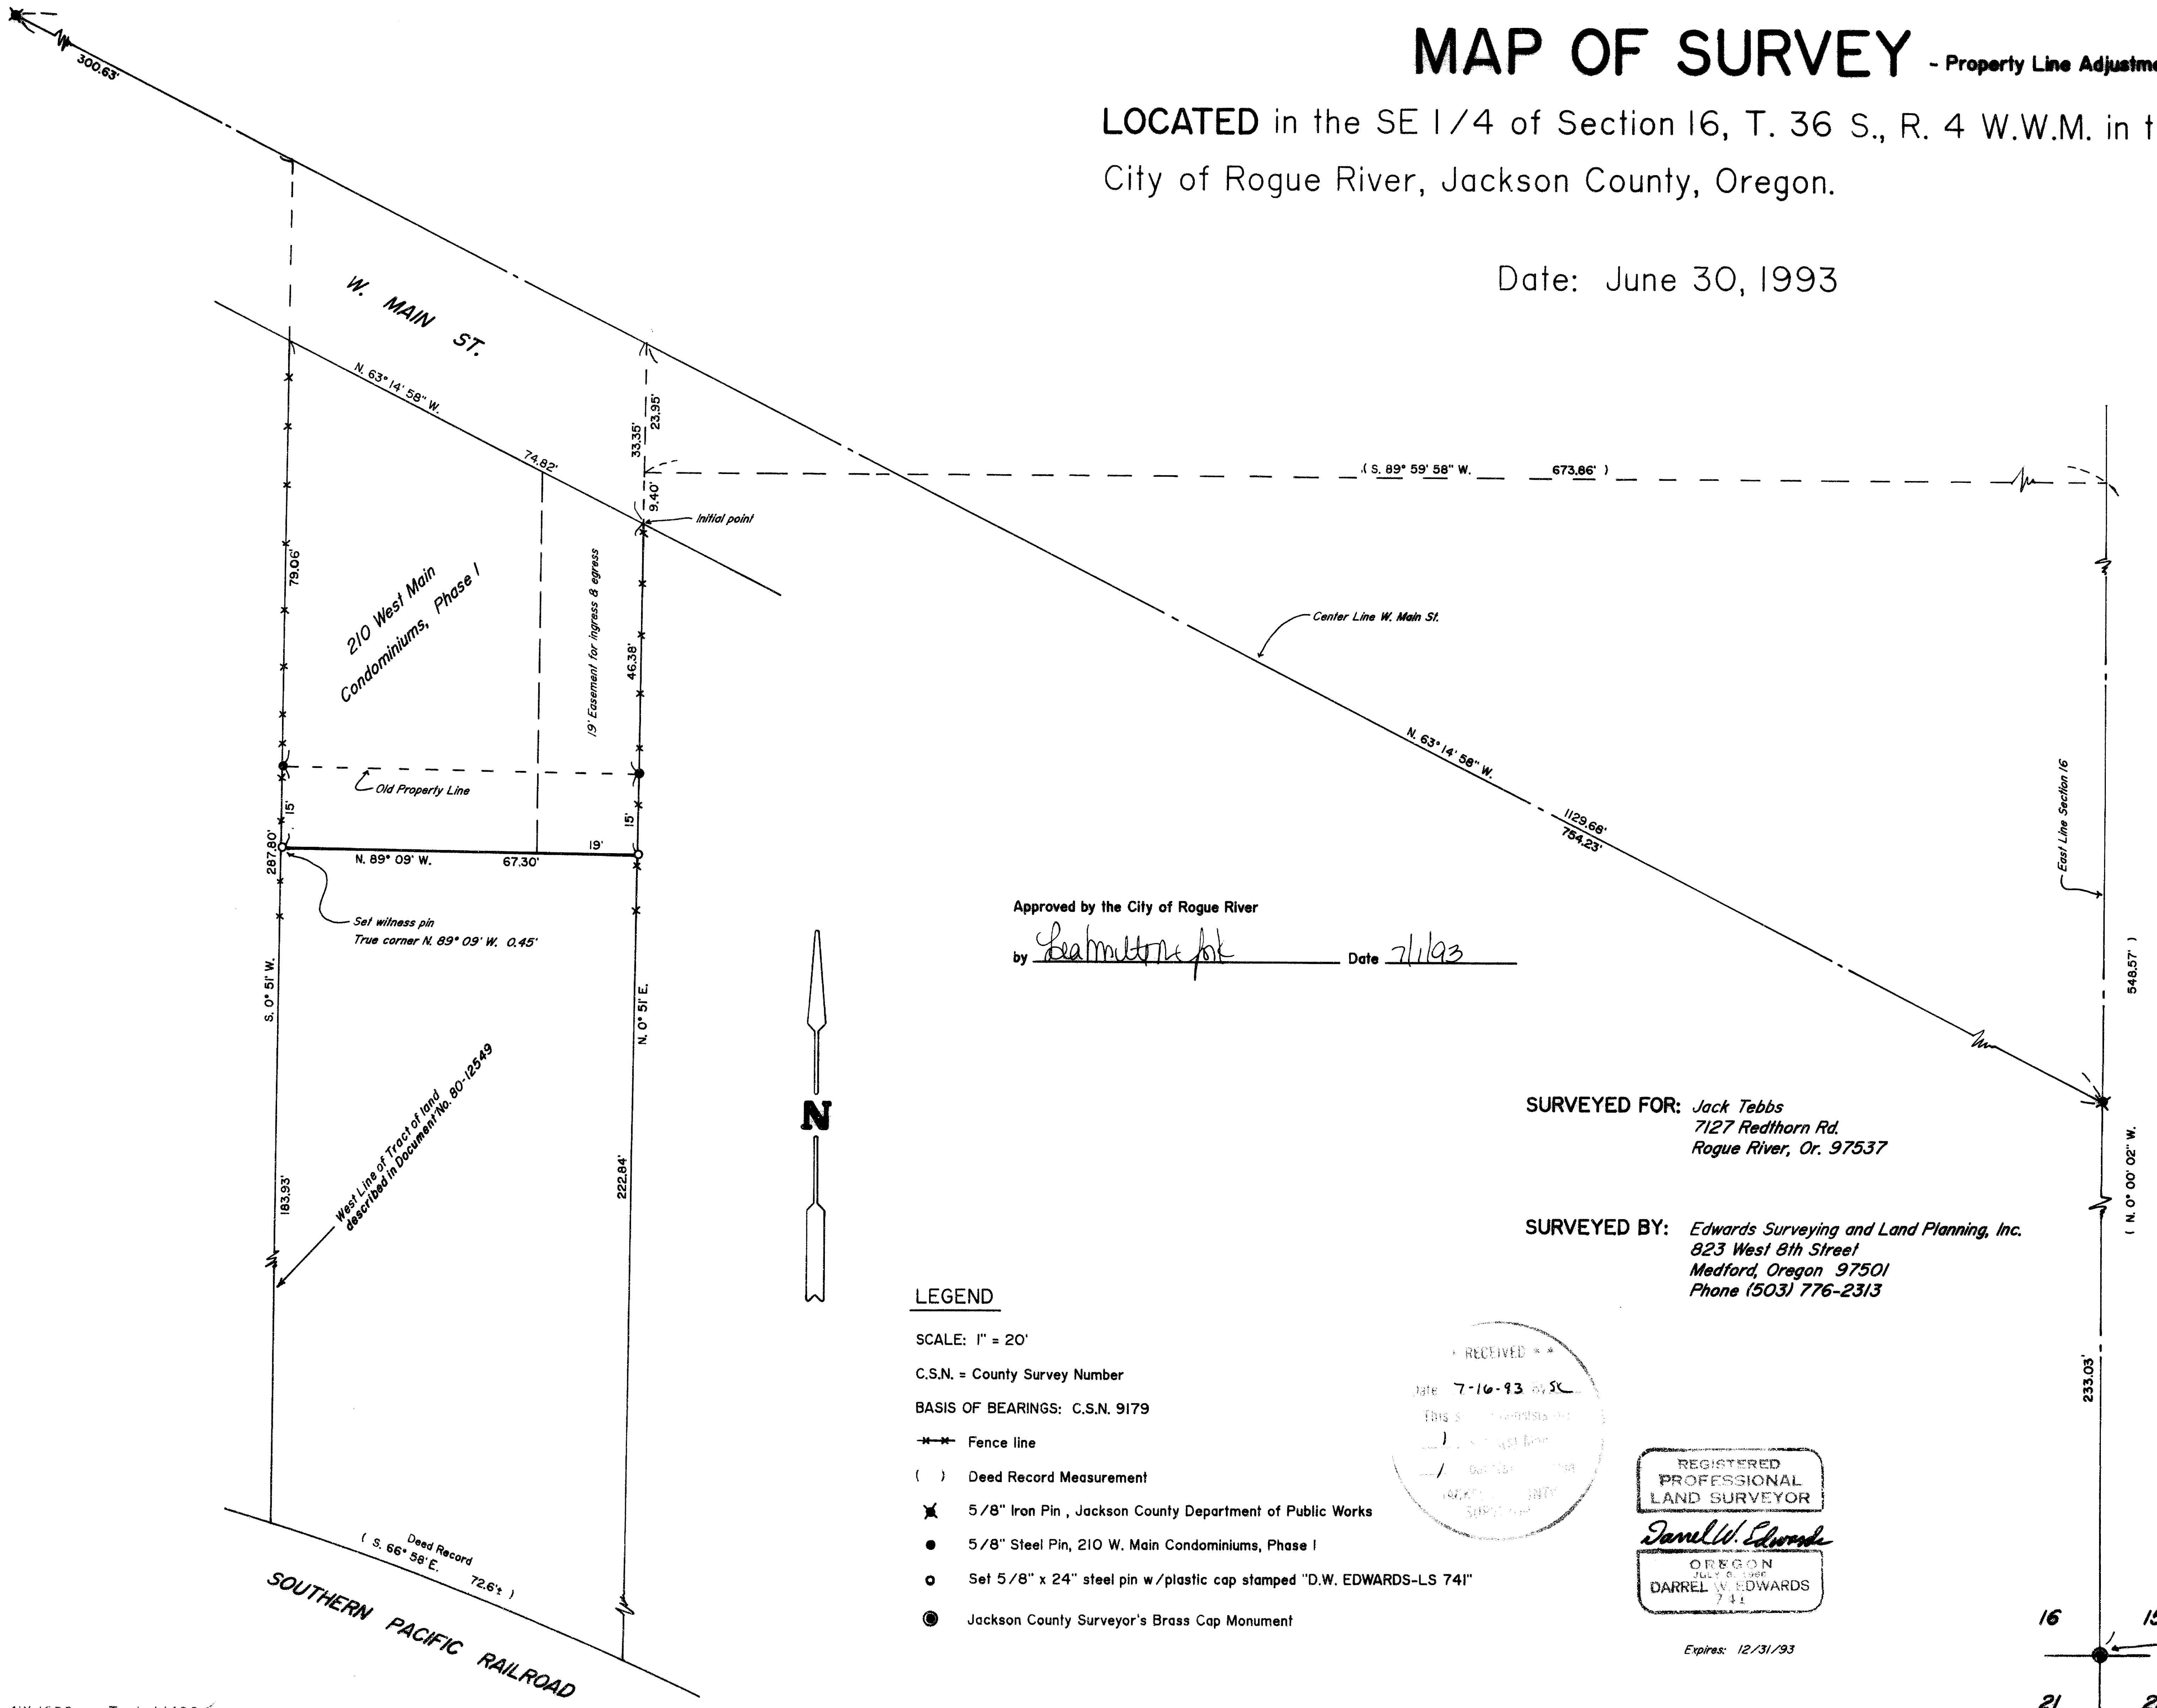 MAP OF SURVEY - Property Line Adjustme
LOCATED in the SE 1/4 of Section 16, T. 36 S., R. 4 W.W.M. in t
City of Rogue River, Jackson County, Oregon.
Date: June 30, 1993
300.63'
W. MAIN ST.
N. 63° 14' 58" W.
74.82'
33.35'
23.95'
9.40'
Initial point
( S. 89° 59' 58" W. 673.86' )
79.06'
210 West Main
Condominiums, Phase 1
19' Easement for ingress & egress
46.38'
Center Line W. Main St.
N. 63° 14' 58" W.
1129.68'
754.23'
East Line Section 16
548.57' )
( N. 0° 00' 02" W.
233.03'
Old Property Line
15'
15'
287.80'
N. 89° 09' W.
67.30'
19'
Set witness pin
True corner N. 89° 09' W. 0.45'
S. 0° 51' W.
N. 0° 51' E.
183.93'
222.84'
West Line of Tract of land
described in Document No. 80-12549
Deed Record
( S. 66° 58' E. 72.6'± )
SOUTHERN PACIFIC RAILROAD
Approved by the City of Rogue River
by
Date 7/1/93
N
SURVEYED FOR: Jack Tebbs
7127 Redthorn Rd.
Rogue River, Or. 97537
SURVEYED BY: Edwards Surveying and Land Planning, Inc.
823 West 8th Street
Medford, Oregon 97501
Phone (503) 776-2313
LEGEND
SCALE: 1" = 20'
C.S.N. = County Survey Number
BASIS OF BEARINGS: C.S.N. 9179
Fence line
( ) Deed Record Measurement
5/8" Iron Pin , Jackson County Department of Public Works
5/8" Steel Pin, 210 W. Main Condominiums, Phase 1
Set 5/8" x 24" steel pin w/plastic cap stamped "D.W. EDWARDS-LS 741"
Jackson County Surveyor's Brass Cap Monument
RECEIVED * *
7-16-93 SK
This
REGISTERED
PROFESSIONAL
LAND SURVEYOR
Darrel W. Edwards
OREGON
DARREL W. EDWARDS
741
Expires: 12/31/93
16
21